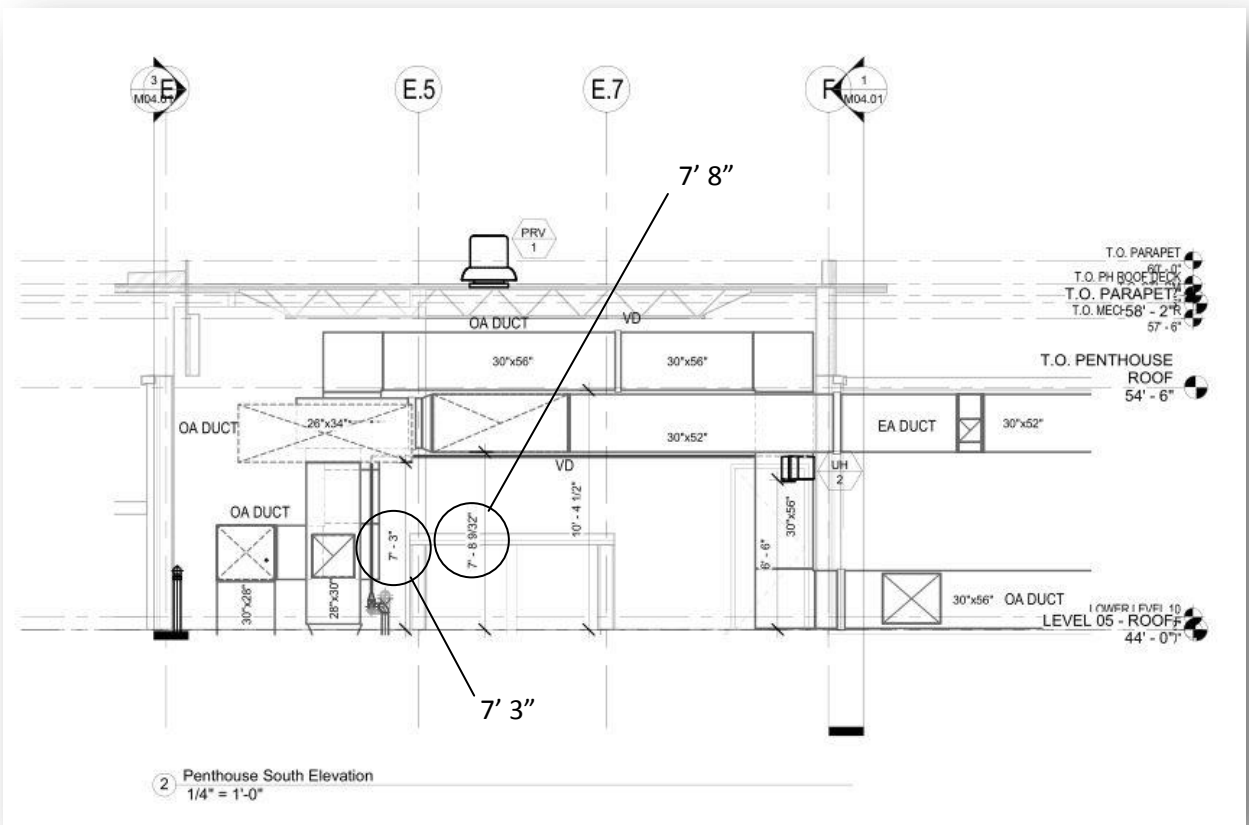 3
M04.01
E
E.5
E.7
F
1
M04.01
7’ 8”
PRV
1
T.O. PARAPET
60' - 0"
T.O. PH ROOF DECK
T.O. PARAPET
58' - 2"
57' - 6"
OA DUCT
VD
30"x56"
30"x56"
T.O. PENTHOUSE
ROOF
54' - 6"
OA DUCT
26"x34"
30"x52"
EA DUCT
30"x52"
VD
UH
2
OA DUCT
7' - 3"
7' - 8 9/32"
10' - 4 1/2"
6' - 6"
30"x56"
30"x28"
28"x30"
30"x56" OA DUCT
LOWER LEVEL 10
LEVEL 05 - ROOF
44' - 0"
7’ 3”
2
Penthouse South Elevation
1/4" = 1'-0"